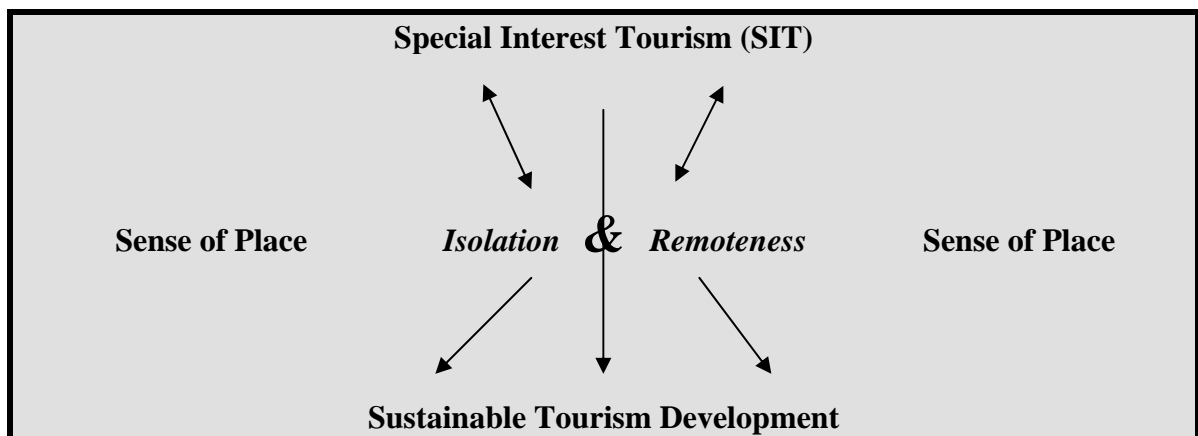 Special Interest Tourism (SIT)
Sense of Place Isolation & Remoteness Sense of Place
Sustainable Tourism Development